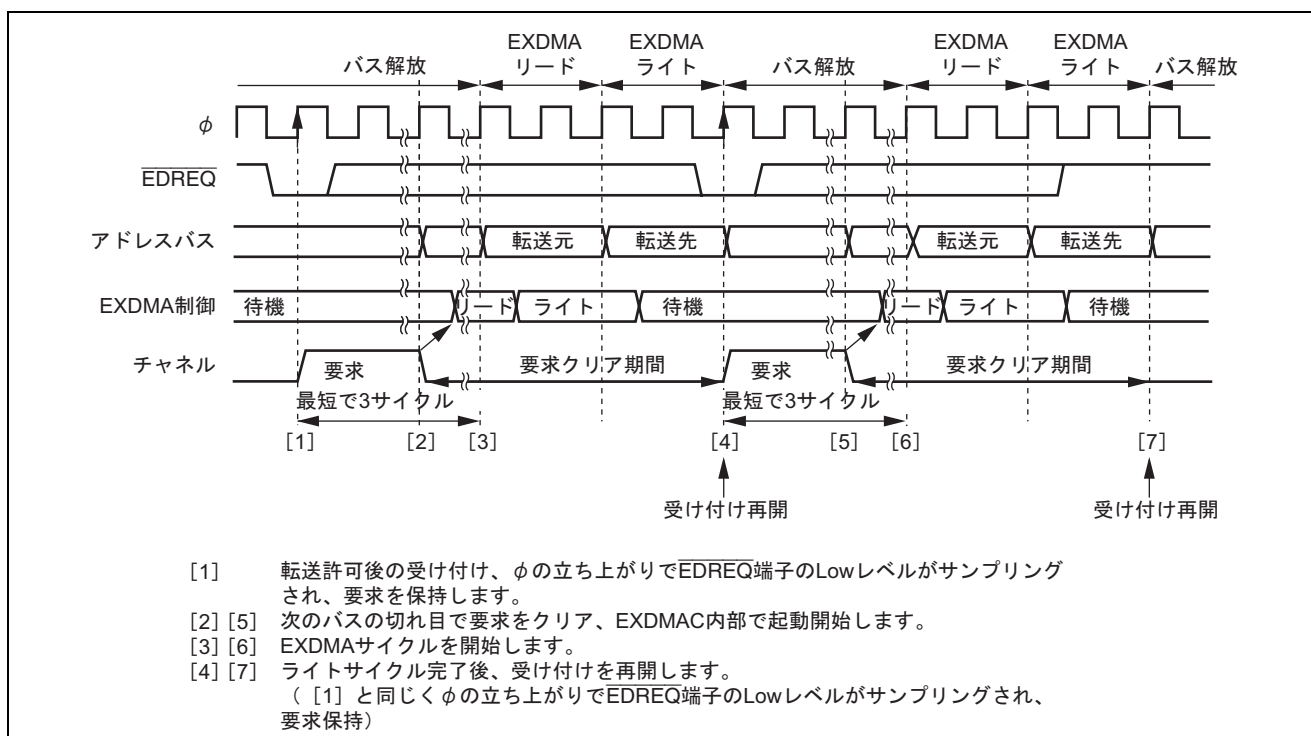 EXDMA EXDMA EXDMA EXDMA
バス解放 リード ライト バス解放 リード ライト バス解放
φ
EDREQ
アドレスバス 転送元 転送先 転送元 転送先
EXDMA制御 待機 リード ライト 待機 リード ライト 待機
チャネル 要求 要求クリア期間 要求 要求クリア期間
最短で3サイクル 最短で3サイクル
[1] [2] [3] [4] [5] [6] [7]
受け付け再開 受け付け再開
[1] 転送許可後の受け付け、φの立ち上がりでEDREQ端子のLowレベルがサンプリング
され、要求を保持します。
[2] [5] 次のバスの切れ目で要求をクリア、EXDMAC内部で起動開始します。
[3] [6] EXDMAサイクルを開始します。
[4] [7] ライトサイクル完了後、受け付けを再開します。
([1]と同じくφの立ち上がりでEDREQ端子のLowレベルがサンプリングされ、
要求保持)